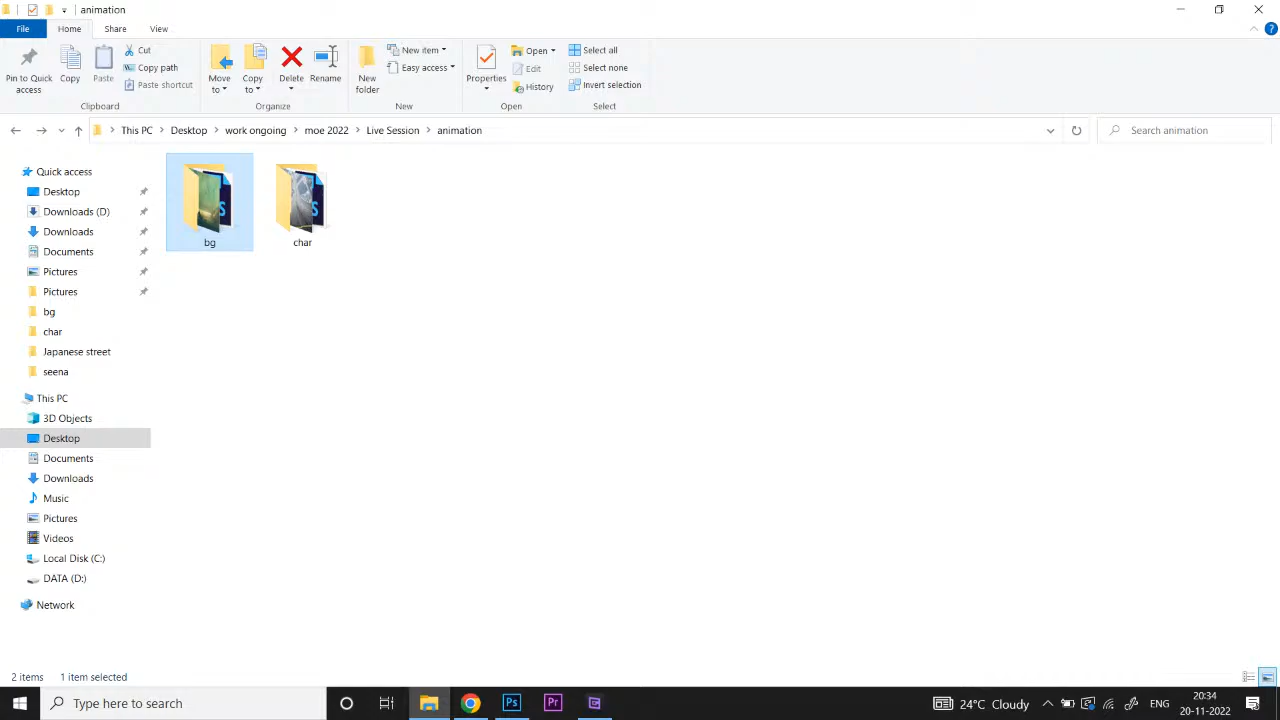 animation
File Home Share View
Pin to Quick access
Copy
Paste
Cut
Copy path
Paste shortcut
Move to
Copy to
Delete
Rename
New folder
New item
Easy access
Properties
Open
Edit
History
Select all
Select none
Invert selection
Clipboard Organize New Open Select
This PC Desktop work ongoing moe 2022 Live Session animation
Search animation
Quick access
Desktop
Downloads (D)
Downloads
Documents
Pictures
Pictures
bg
char
Japanese street
seena
This PC
3D Objects
Desktop
Documents
Downloads
Music
Pictures
Videos
Local Disk (C:)
DATA (D:)
Network
bg
char
2 items 1 item selected
Type here to search
Ps
Pr
24°C Cloudy
ENG
20:34
20-11-2022